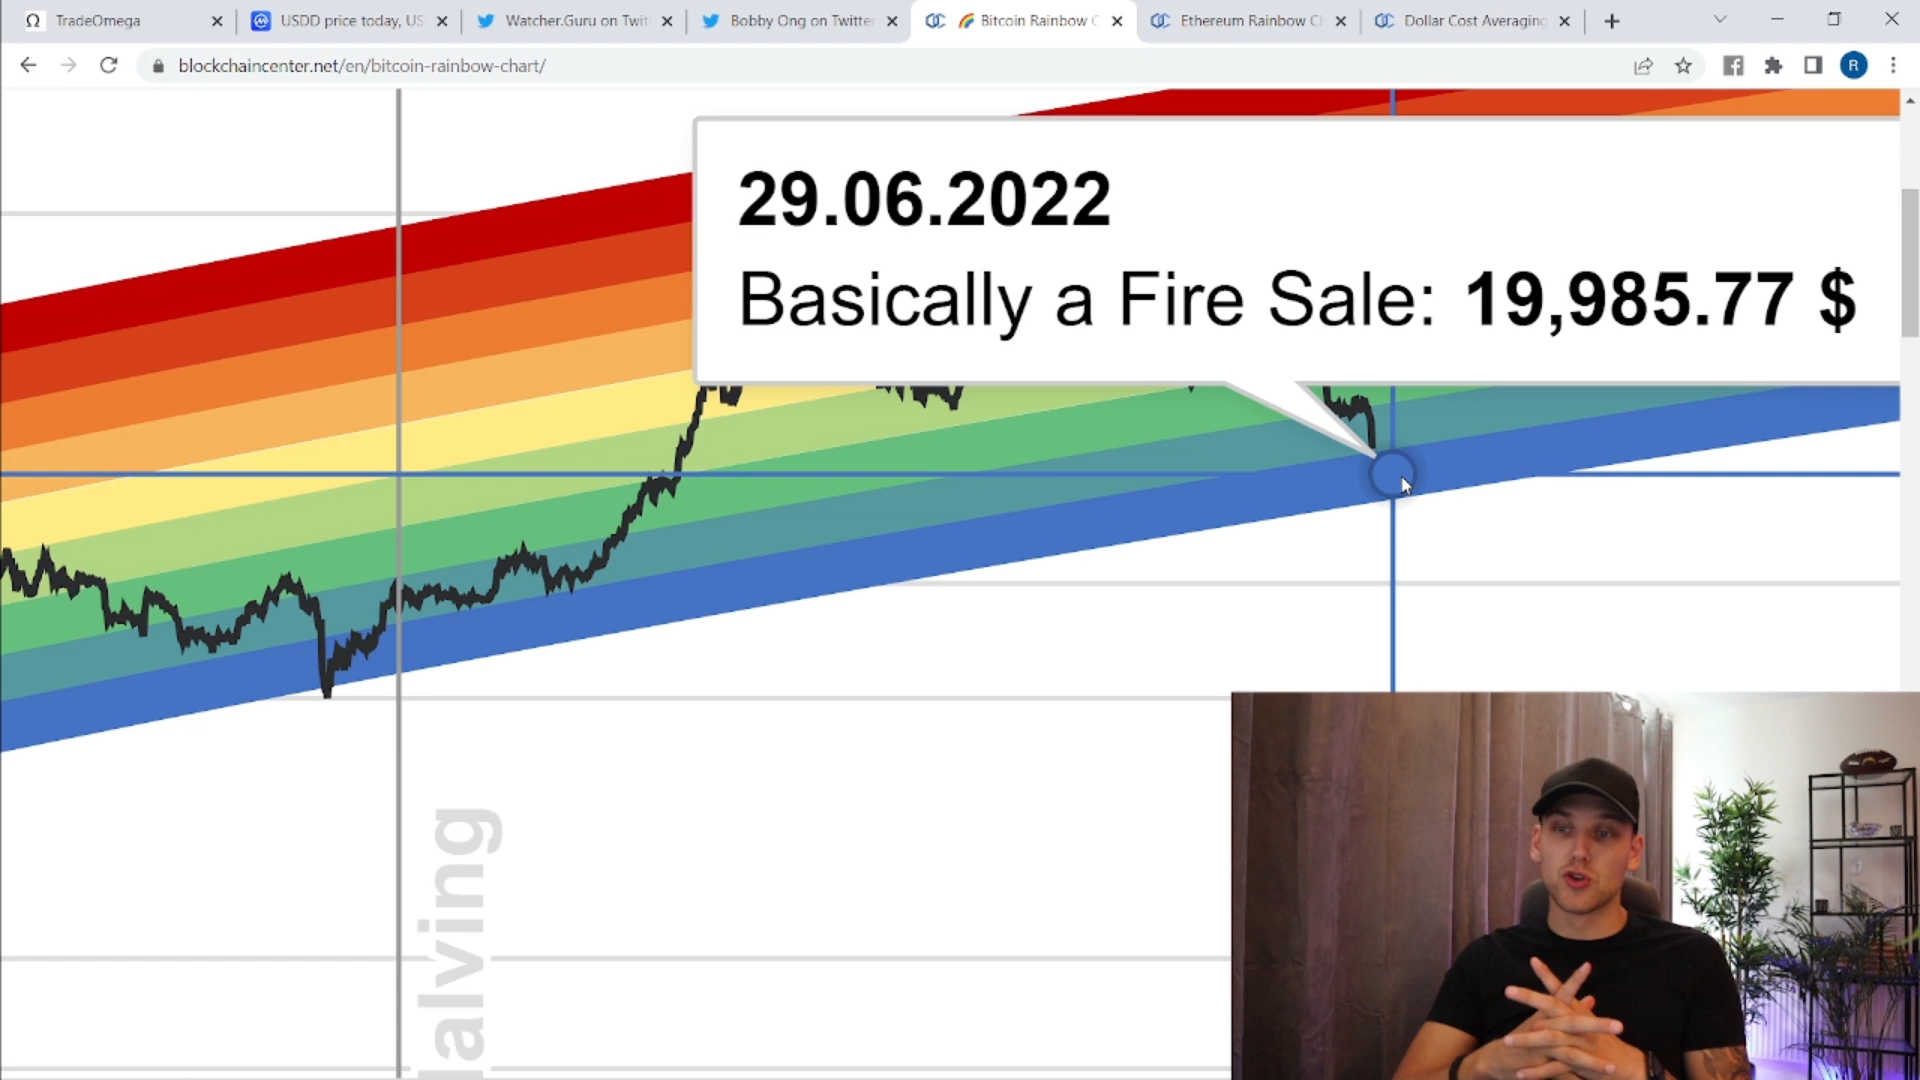 TradeOmega
USDD price today, US
Watcher.Guru on Twit
Bobby Ong on Twitter
Bitcoin Rainbow C
Ethereum Rainbow Ch
Dollar Cost Averaging
blockchaincenter.net/en/bitcoin-rainbow-chart/
R
29.06.2022
Basically a Fire Sale: 19,985.77 $
alving